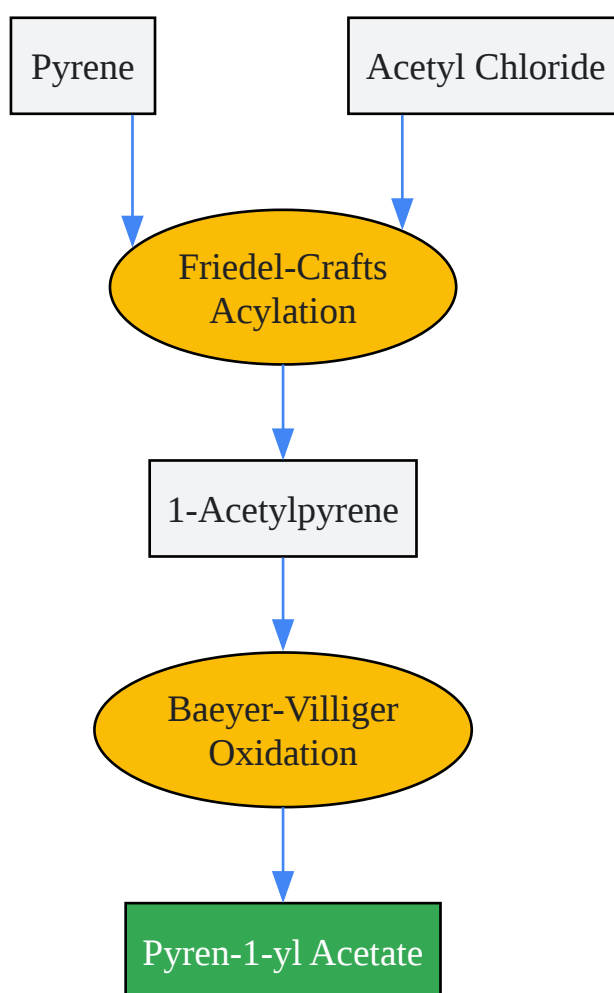 Pyrene
Acetyl Chloride
Friedel-Crafts
Acylation
1-Acetylpyrene
Baeyer-Villiger
Oxidation
Pyren-1-yl Acetate